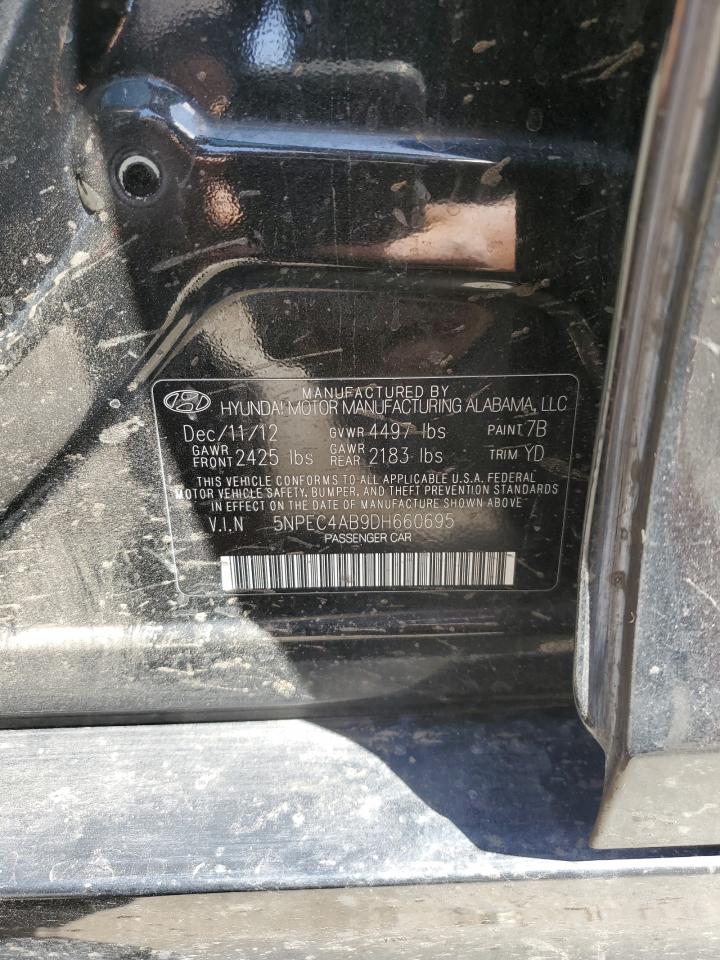 MANUFACTURED BY
HYUNDAI MOTOR MANUFACTURING ALABAMA, LLC
Dec/11/12 GVWR 4497 lbs PAINT 7B
GAWR FRONT 2425 lbs GAWR REAR 2183 lbs TRIM YD
THIS VEHICLE CONFORMS TO ALL APPLICABLE U.S.A. FEDERAL
MOTOR VEHICLE SAFETY, BUMPER, AND THEFT PREVENTION STANDARDS
IN EFFECT ON THE DATE OF MANUFACTURE SHOWN ABOVE
V.I.N 5NPEC4AB9DH660695
PASSENGER CAR